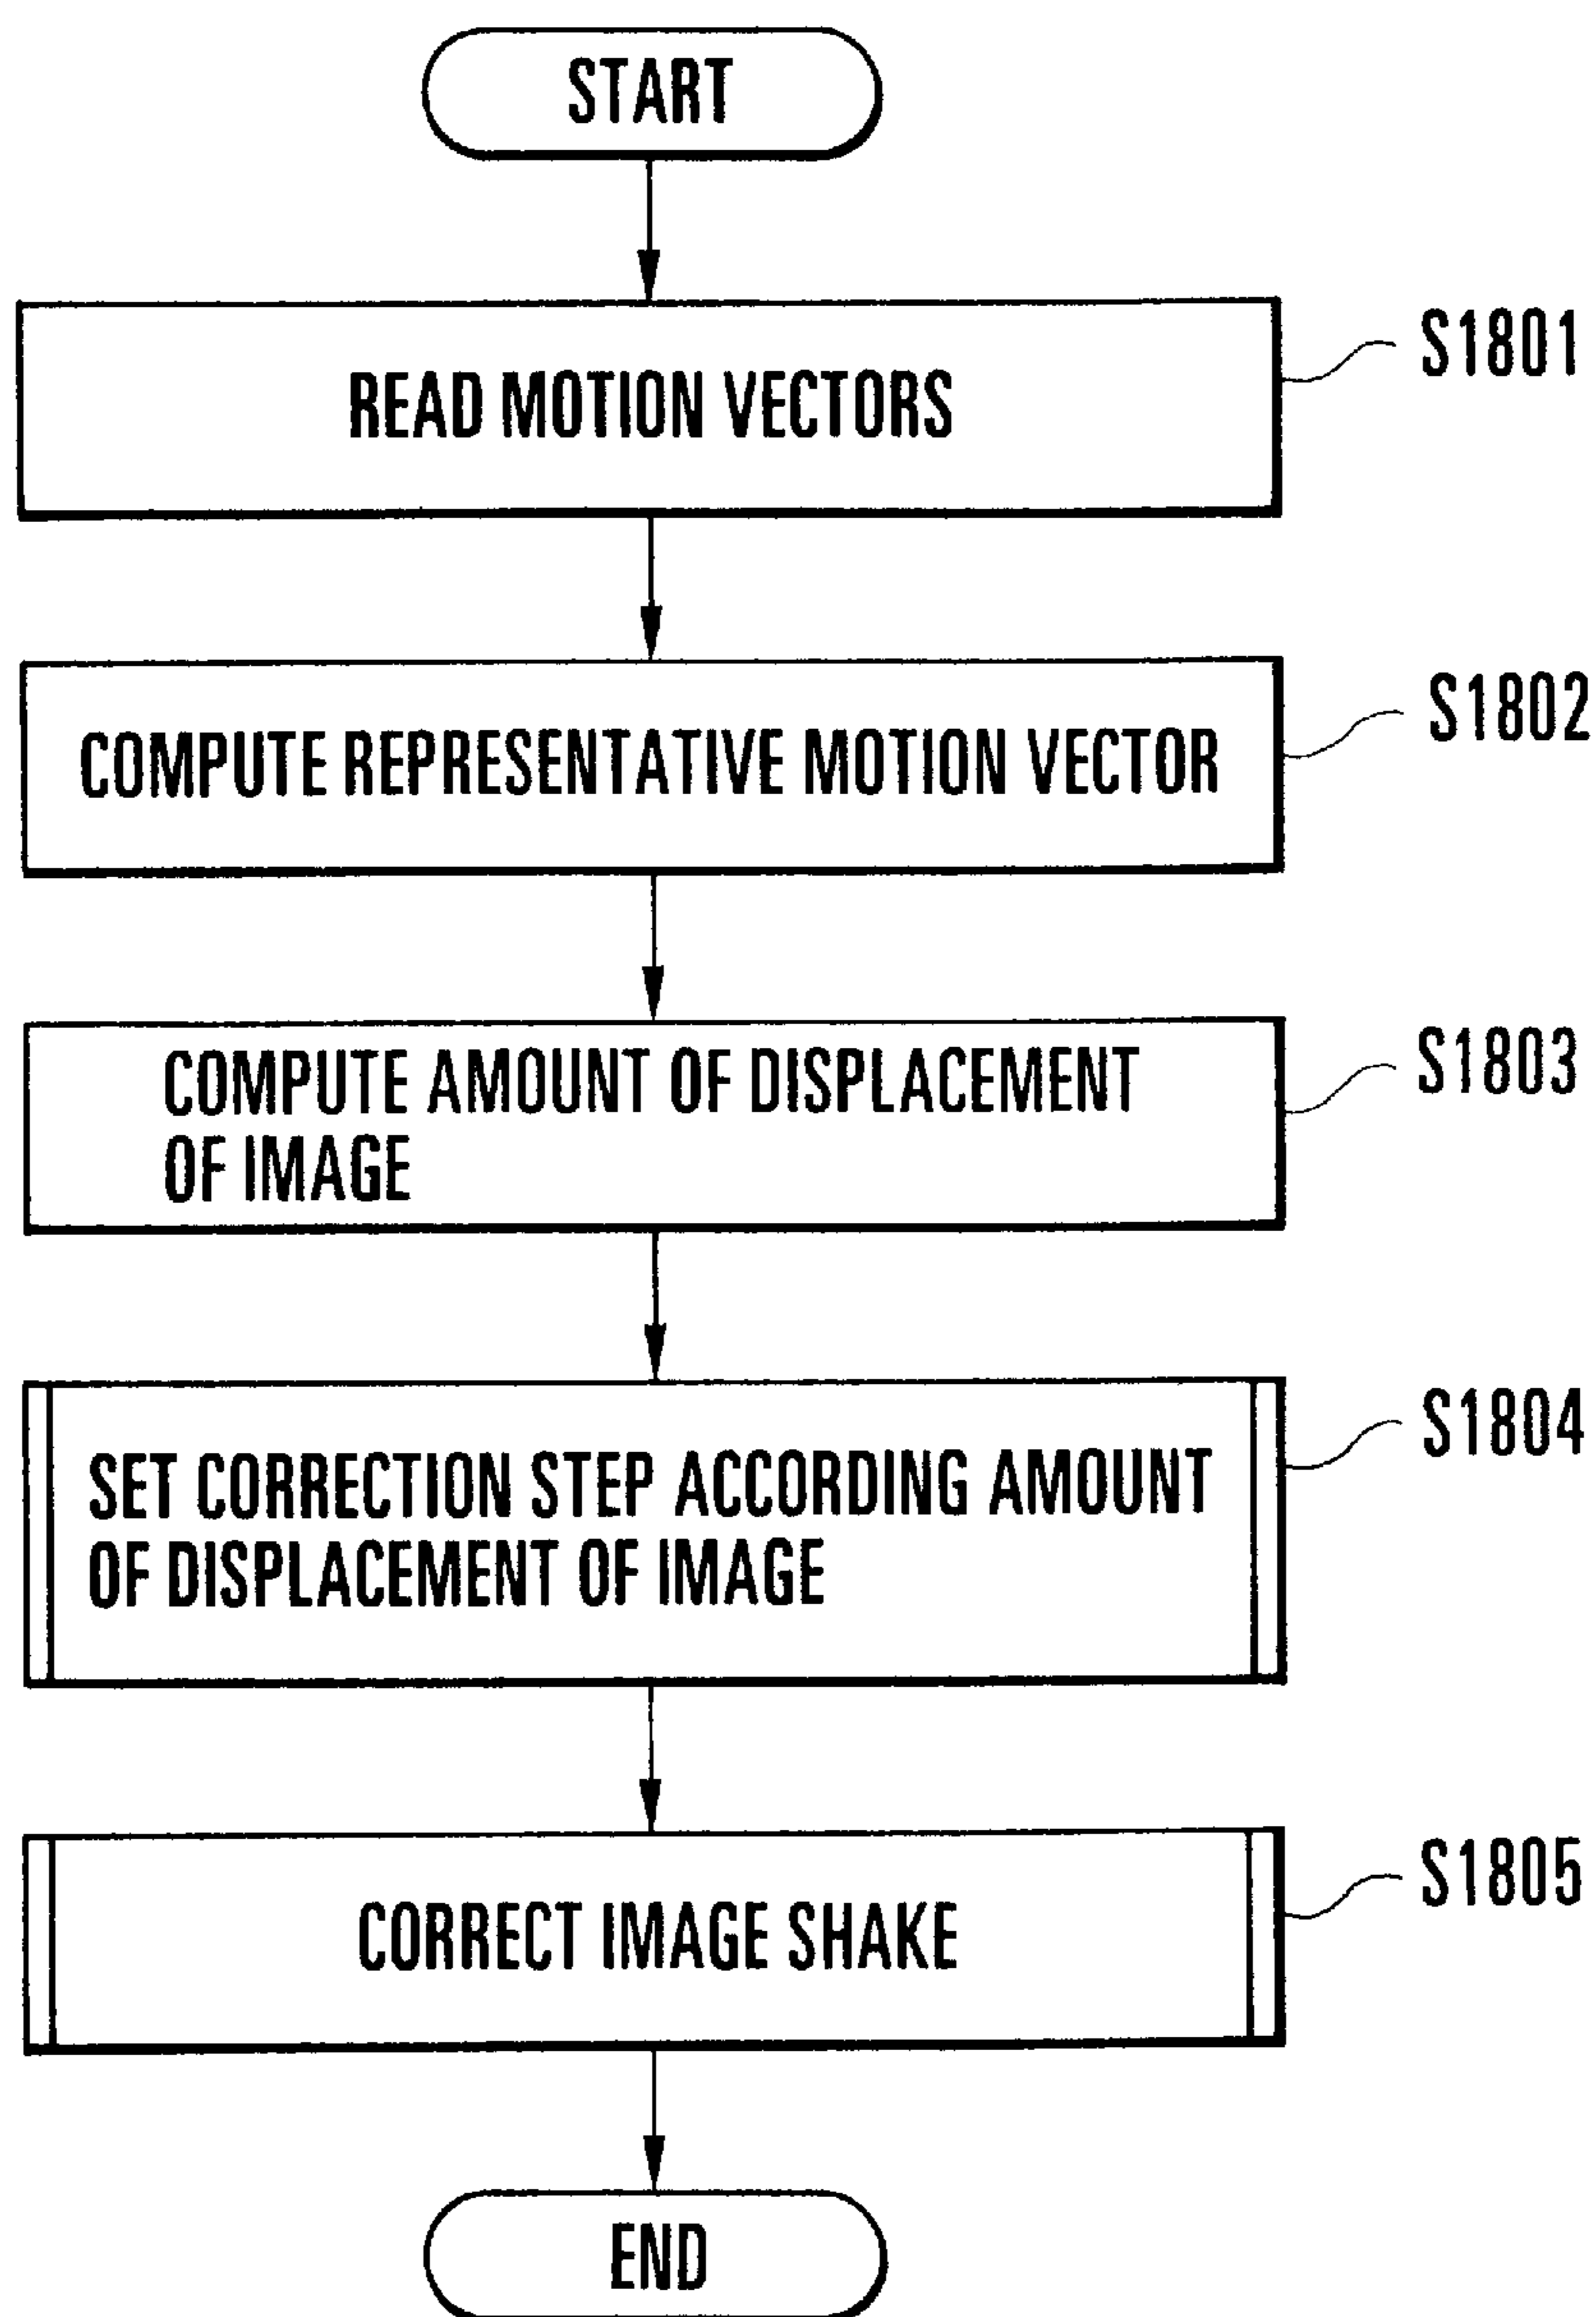 START
READ MOTION VECTORS
S1801
COMPUTE REPRESENTATIVE MOTION VECTOR
S1802
COMPUTE AMOUNT OF DISPLACEMENT
OF IMAGE
S1803
SET CORRECTION STEP ACCORDING AMOUNT
OF DISPLACEMENT OF IMAGE
S1804
CORRECT IMAGE SHAKE
S1805
END